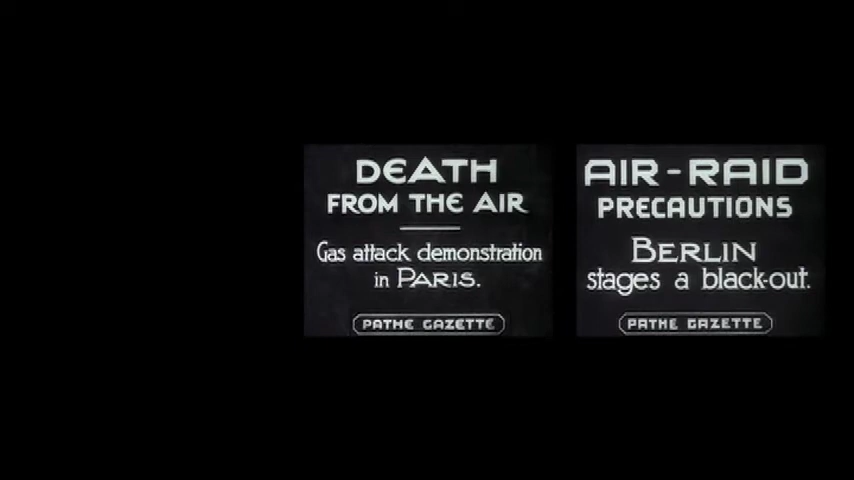 DEATH
FROM THE AIR
Gas attack demonstration
in PARIS.
PATHE GAZETTE
AIR-RAID
PRECAUTIONS
BERLIN
stages a black-out.
PATHE GAZETTE